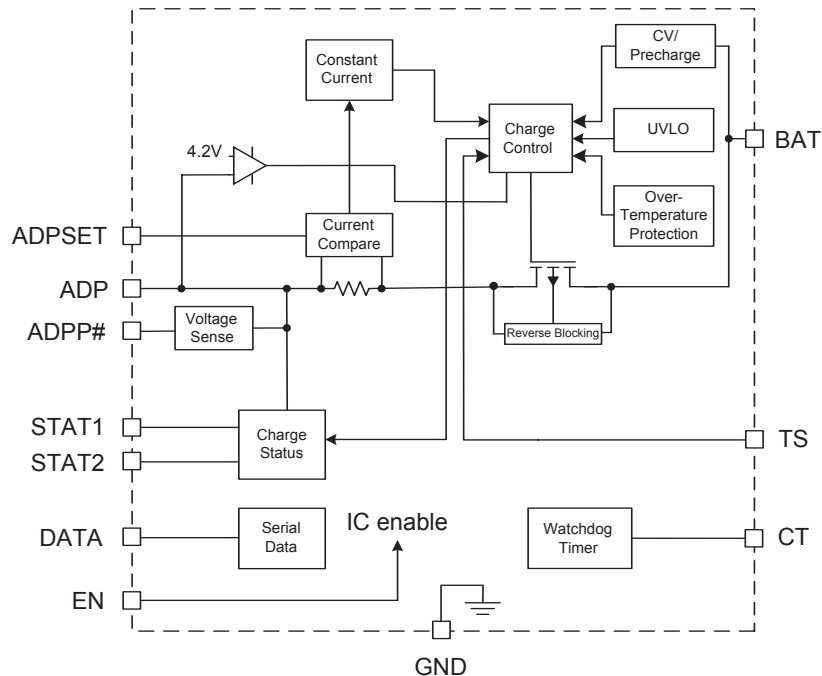 Constant
Current
CV/
Precharge
Charge
Control
UVLO
BAT
4.2V
Over-
Temperature
Protection
ADPSET
Current
Compare
ADP
ADPP#
Voltage
Sense
Reverse Blocking
STAT1
STAT2
Charge
Status
TS
DATA
Serial
Data
IC enable
Watchdog
Timer
CT
EN
GND